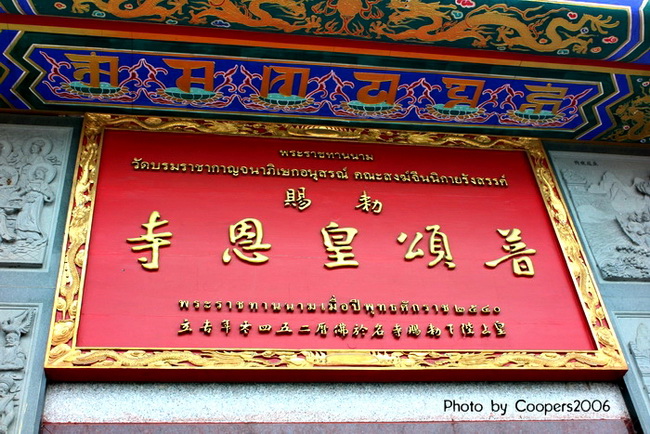 พระราชทานนาม
วัดบรมราชากาญจนาภิเษกอนุสรณ์ คณะสงฆ์จีนนิกายรังสรรค์
勅賜
普頌皇恩寺
พระราชทานนามเมื่อปีพุทธศักราช ๒๕๔๐
皇上陛下勅賜寺名於佛曆二五四零年吉立
Photo by Coopers2006